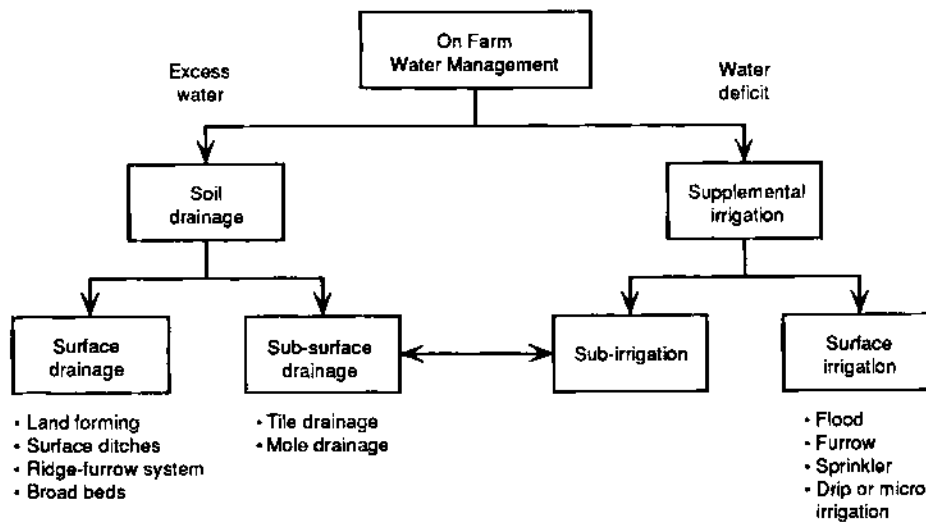 On Farm
Water Management
Excess
water
Water
deficit
Soil
drainage
Supplemental
irrigation
Surface
drainage
Sub-surface
drainage
Sub-irrigation
Surface
irrigation
• Land forming
• Surface ditches
• Ridge-furrow system
• Broad beds
• Tile drainage
• Mole drainage
• Flood
• Furrow
• Sprinkler
• Drip or micro
irrigation